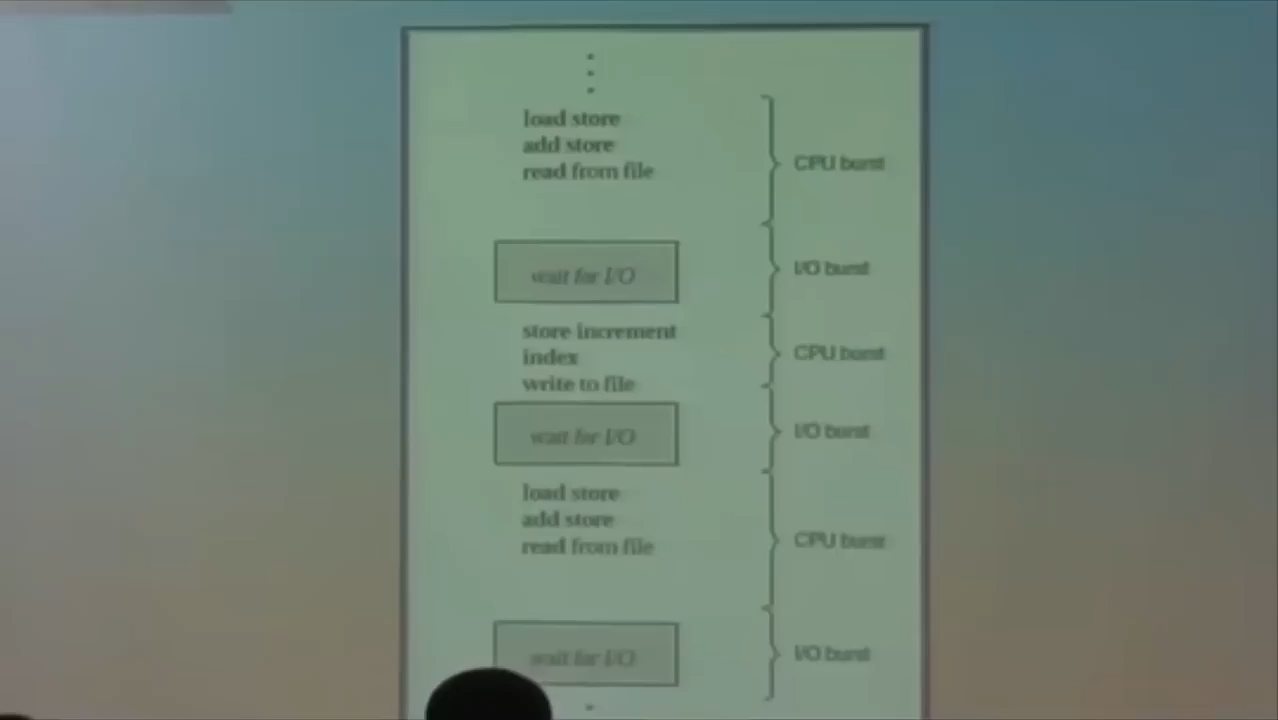 load store
add store
read from file
CPU burst
wait for I/O
I/O burst
store increment
index
write to file
CPU burst
wait for I/O
I/O burst
load store
add store
read from file
CPU burst
wait for I/O
I/O burst